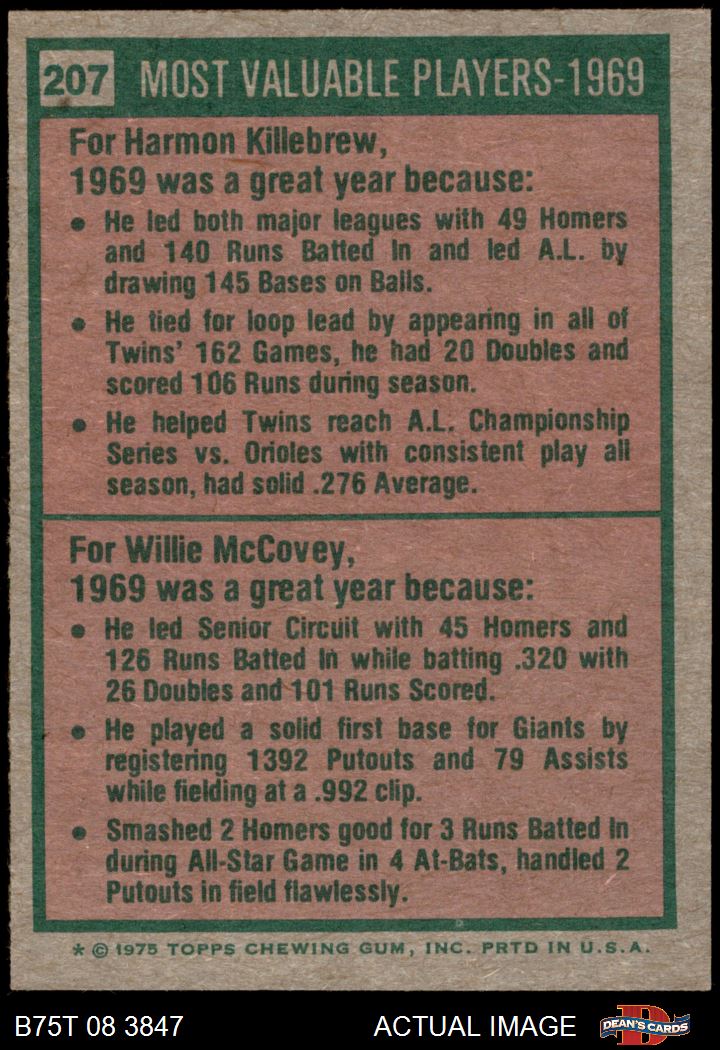 207 MOST VALUABLE PLAYERS-1969
For Harmon Killebrew,
1969 was a great year because:
• He led both major leagues with 49 Homers
and 140 Runs Batted In and led A.L. by
drawing 145 Bases on Balls.
• He tied for loop lead by appearing in all of
Twins' 162 Games, he had 20 Doubles and
scored 106 Runs during season.
• He helped Twins reach A.L. Championship
Series vs. Orioles with consistent play all
season, had solid .276 Average.
For Willie McCovey,
1969 was a great year because:
• He led Senior Circuit with 45 Homers and
126 Runs Batted In while batting .320 with
26 Doubles and 101 Runs Scored.
• He played a solid first base for Giants by
registering 1392 Putouts and 79 Assists
while fielding at a .992 clip.
• Smashed 2 Homers good for 3 Runs Batted In
during All-Star Game in 4 At-Bats, handled 2
Putouts in field flawlessly.
* © 1975 TOPPS CHEWING GUM, INC. PRTD IN U.S.A.
B75T 08 3847 ACTUAL IMAGE DEAN'S CARDS